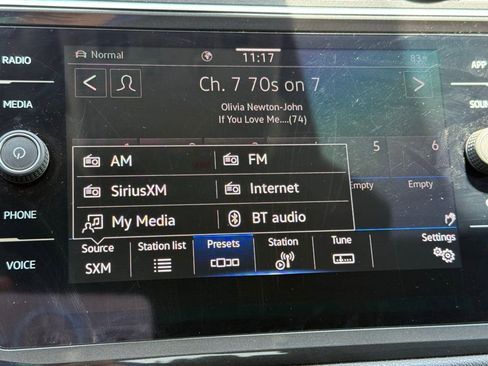 RADIO
MEDIA
PHONE
VOICE
APP
SOUN
Normal
11:17
83
Ch. 7 70s on 7
Olivia Newton-John
If You Love Me....(74)
5 6
Empty Empty
AM FM
SiriusXM Internet
My Media BT audio
Source Station list Presets Station Tune Settings
SXM